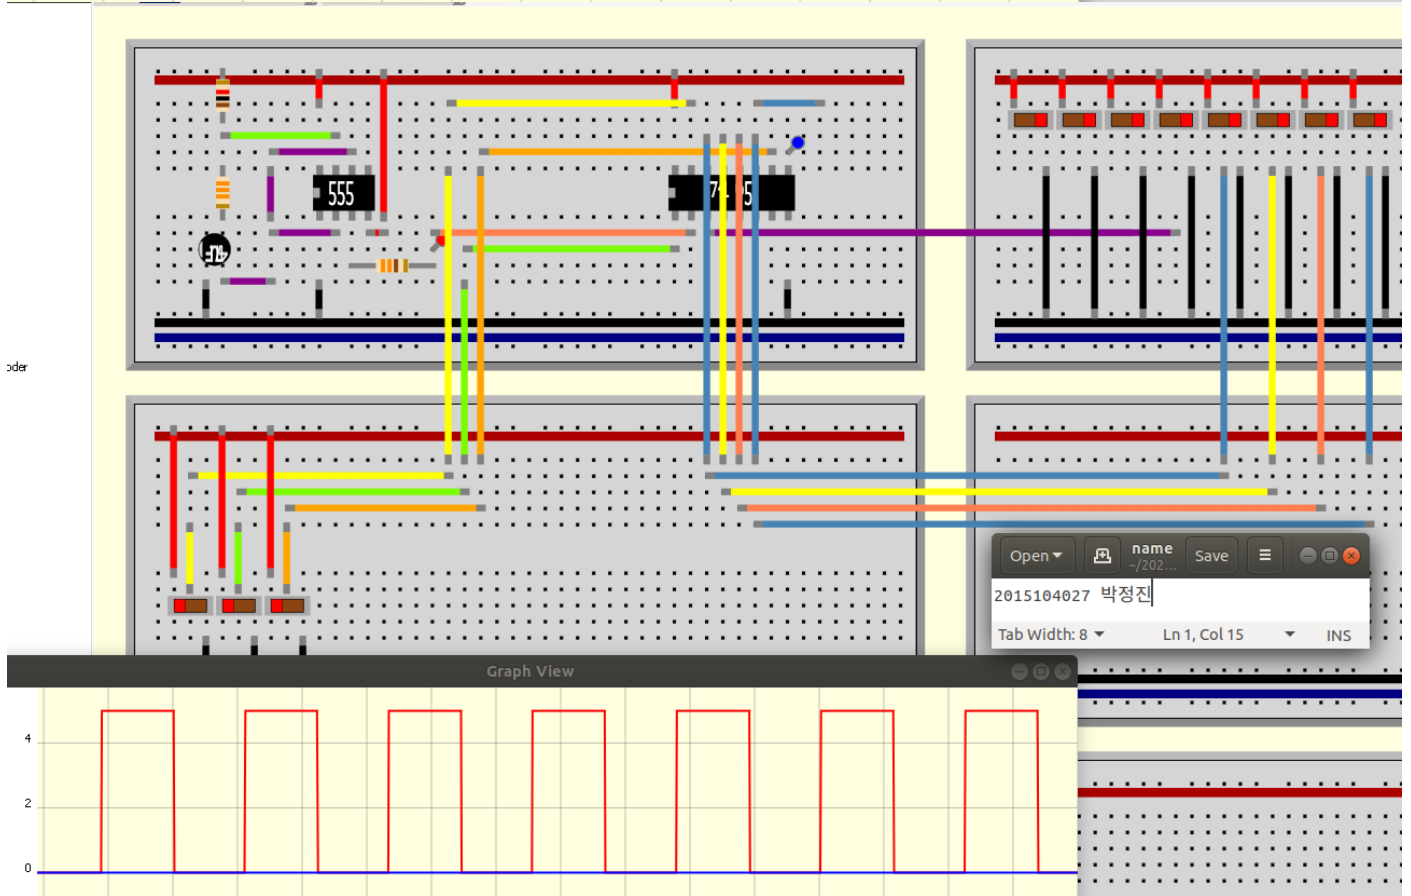 555
oder
Open
name
Save
~/202...
2015104027 박정진
Tab Width: 8
Ln 1, Col 15
INS
Graph View
4
2
0